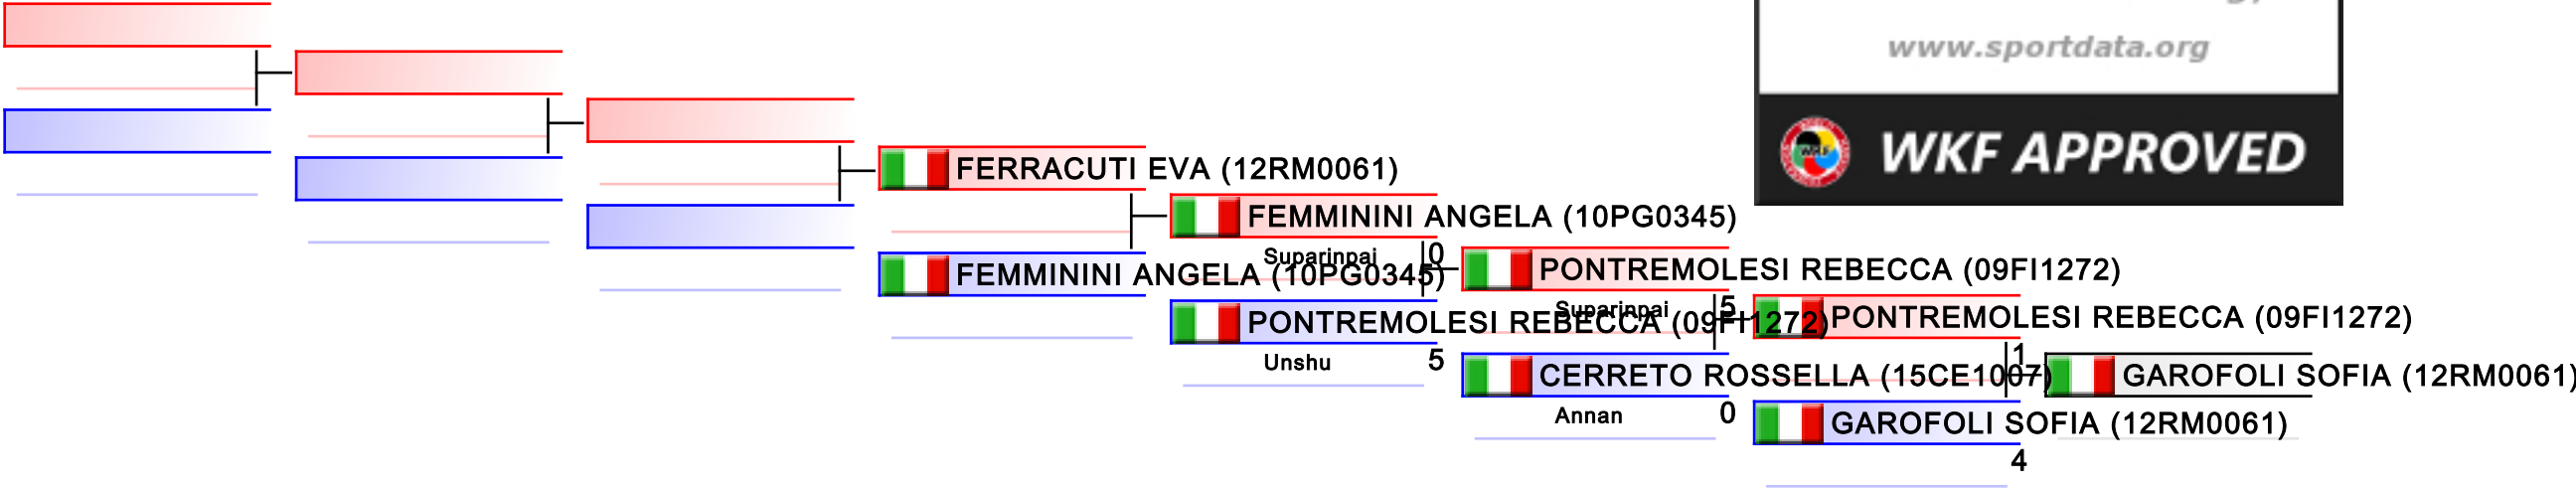 www.sportdata.org
WKF APPROVED
FERRACUTI EVA (12RM0061)
FEMMININI ANGELA (10PG0345)
Suparinpai
0
FEMMININI ANGELA (10PG0345)
PONTREMOLESI REBECCA (09FI1272)
Suparinpai
5
PONTREMOLESI REBECCA (09FI1272)
PONTREMOLESI REBECCA (09FI1272)
Unshu
5
1
CERRETO ROSSELLA (15CE1007)
GAROFOLI SOFIA (12RM0061)
Annan
0
GAROFOLI SOFIA (12RM0061)
4